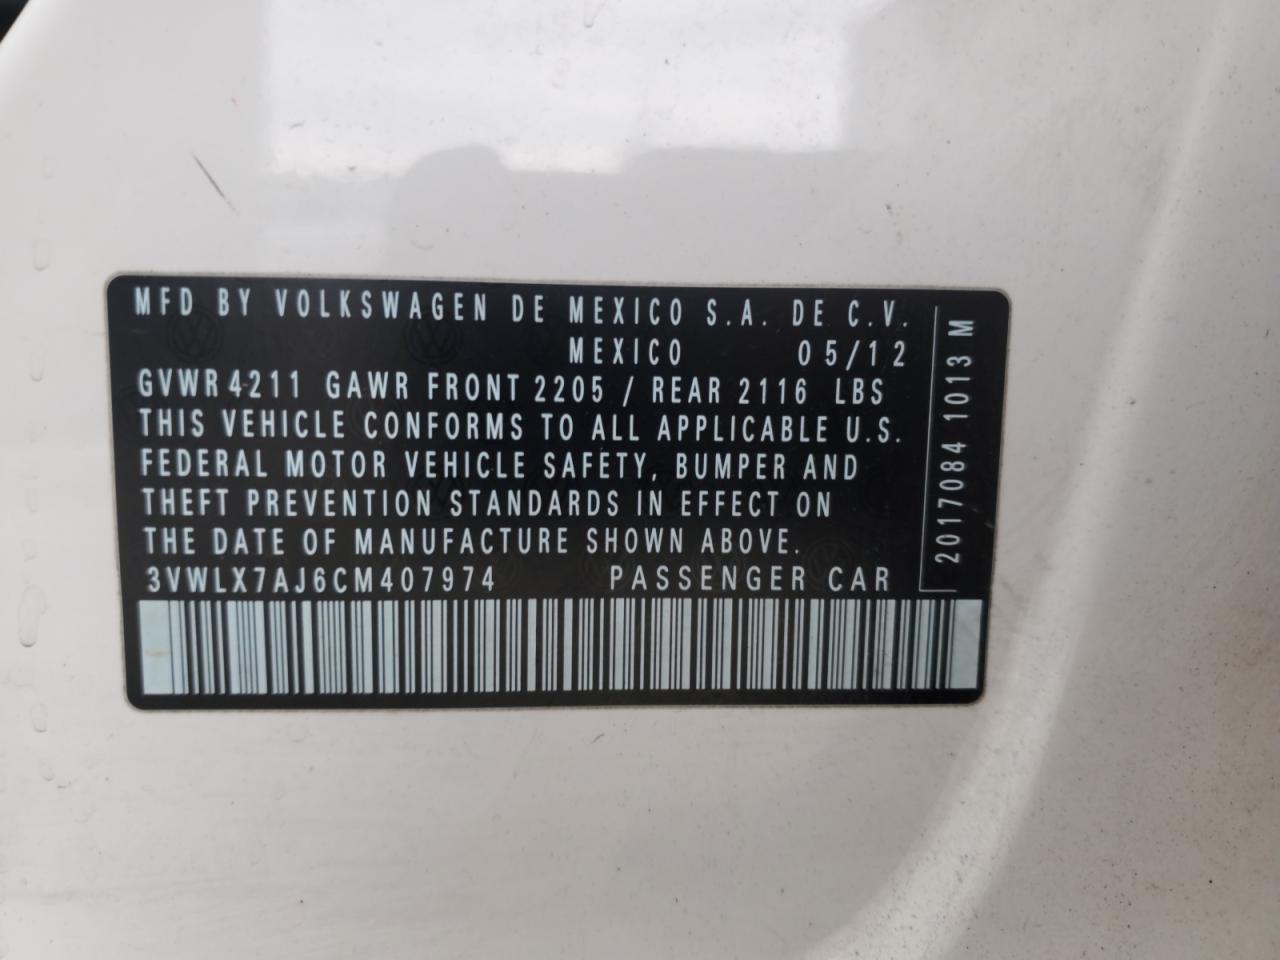 MFD BY VOLKSWAGEN DE MEXICO S.A. DE C.V.
MEXICO 05/12
GVWR 4211 GAWR FRONT 2205 / REAR 2116 LBS
THIS VEHICLE CONFORMS TO ALL APPLICABLE U.S.
FEDERAL MOTOR VEHICLE SAFETY, BUMPER AND
THEFT PREVENTION STANDARDS IN EFFECT ON
THE DATE OF MANUFACTURE SHOWN ABOVE.
3VWLX7AJ6CM407974 PASSENGER CAR
2017084 1013 M